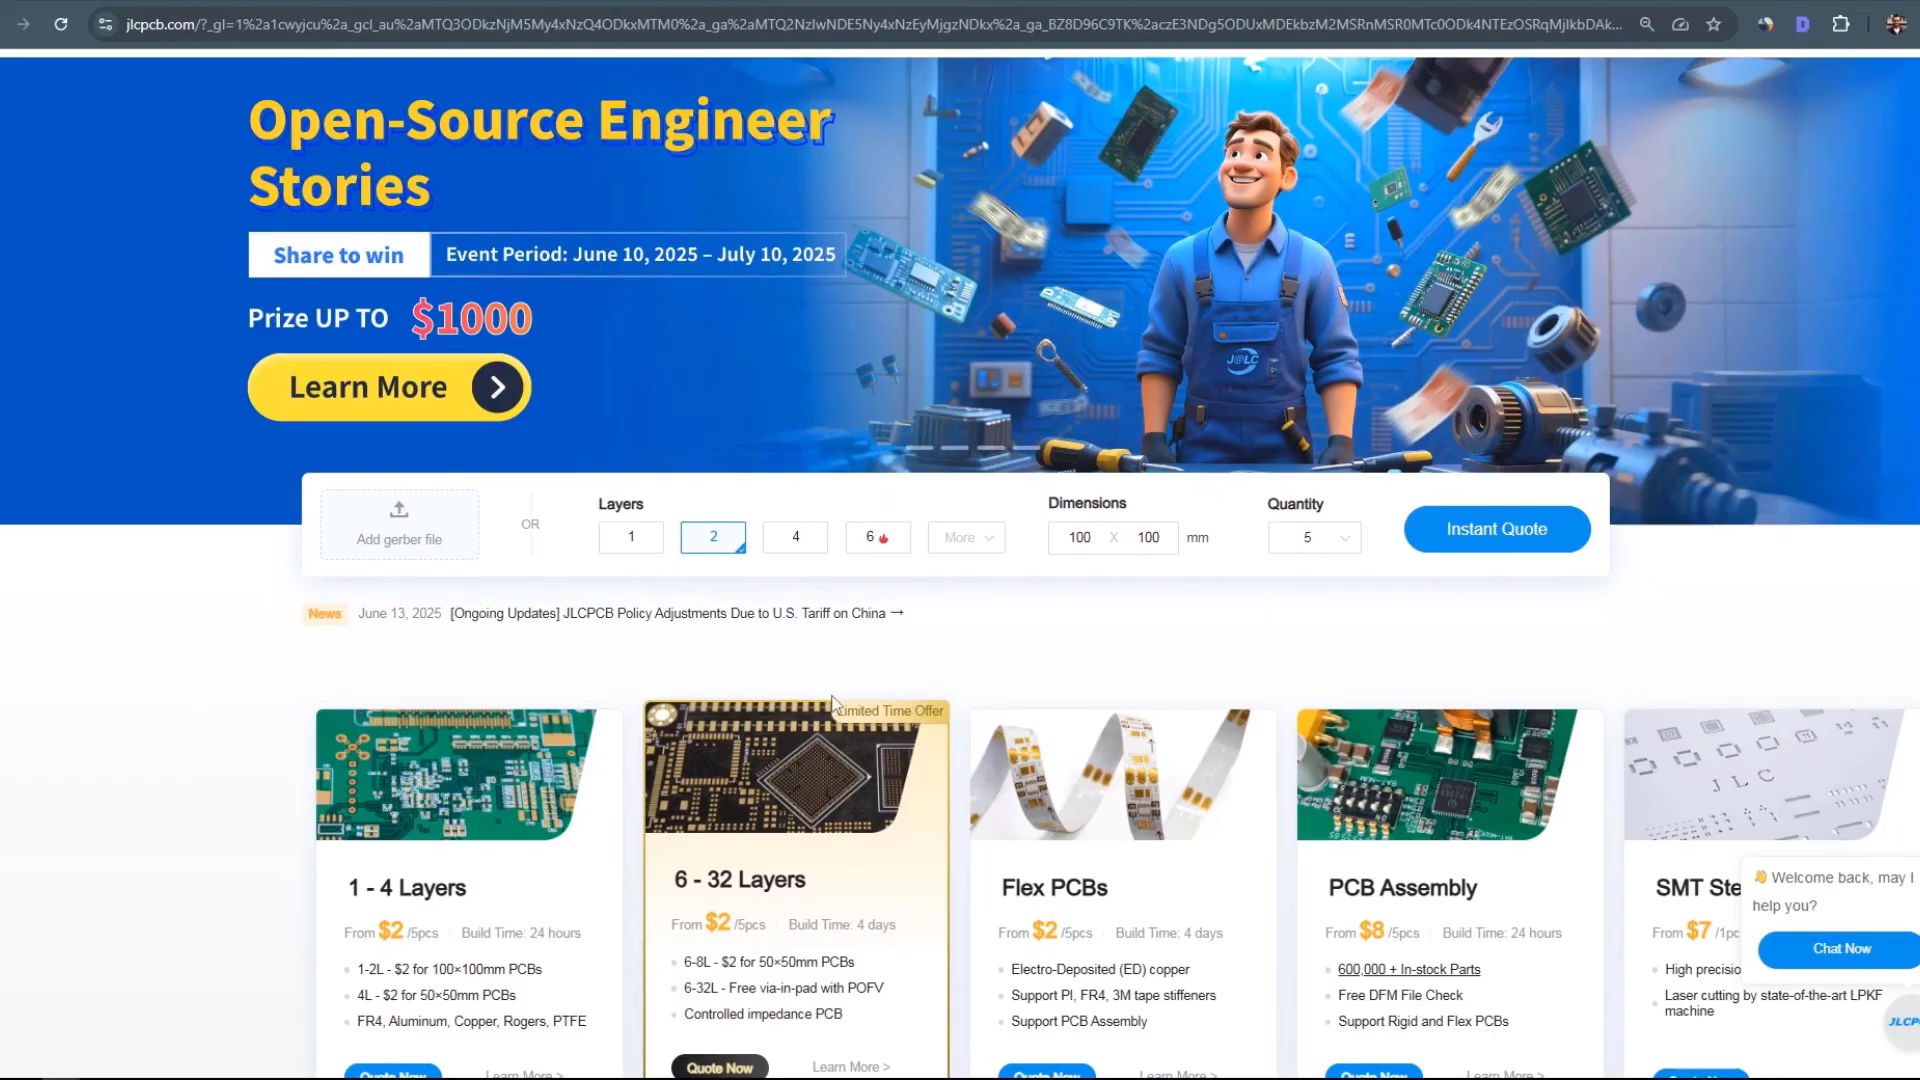 jlcpcb.com/?_gl=1%2a1cwyjcu%2a_gcl_au%2aMTQ3ODkzNjM5My4xNzQ4ODkxMTM0%2a_ga%2aMTQ2NzIwNDE5Ny4xNzEyMjgzNDkx%2a_ga_BZ8D96C9TK%2aczE3NDg5ODUxMDEkbzM2MSRnMSR0MTc0ODk4NTEzOSRqMjIkbDAk...
Open-Source Engineer
Stories
Share to win
Event Period: June 10, 2025 – July 10, 2025
Prize UP TO $1000
Learn More
J@LC
Add gerber file
OR
Layers
1
2
4
6
More
Dimensions
100 X 100 mm
Quantity
5
Instant Quote
News
June 13, 2025
[Ongoing Updates] JLCPCB Policy Adjustments Due to U.S. Tariff on China →
1 - 4 Layers
From $2 /5pcs
Build Time: 24 hours
1-2L - $2 for 100×100mm PCBs
4L - $2 for 50×50mm PCBs
FR4, Aluminum, Copper, Rogers, PTFE
Quote Now
Learn More >
Limited Time Offer
6 - 32 Layers
From $2 /5pcs
Build Time: 4 days
6-8L - $2 for 50×50mm PCBs
6-32L - Free via-in-pad with POFV
Controlled impedance PCB
Quote Now
Learn More >
Flex PCBs
From $2 /5pcs
Build Time: 4 days
Electro-Deposited (ED) copper
Support PI, FR4, 3M tape stiffeners
Support PCB Assembly
Quote Now
Learn More >
PCB Assembly
From $8 /5pcs
Build Time: 24 hours
600,000 + In-stock Parts
Free DFM File Check
Support Rigid and Flex PCBs
Quote Now
Learn More >
J L C
SMT Ste
From $7 /1pc
High precisio
Laser cutting by state-of-the-art LPKF
machine
👋 Welcome back, may I
help you?
Chat Now
JLCP